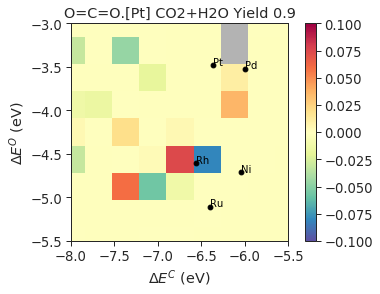 O=C=O.[Pt] CO2+H2O Yield 0.9
−3.0
−3.5
−4.0
−4.5
−5.0
−5.5
ΔE^O (eV)
Pt
Pd
Rh
Ni
Ru
−8.0 −7.5 −7.0 −6.5 −6.0 −5.5
ΔE^C (eV)
0.100
0.075
0.050
0.025
0.000
−0.025
−0.050
−0.075
−0.100